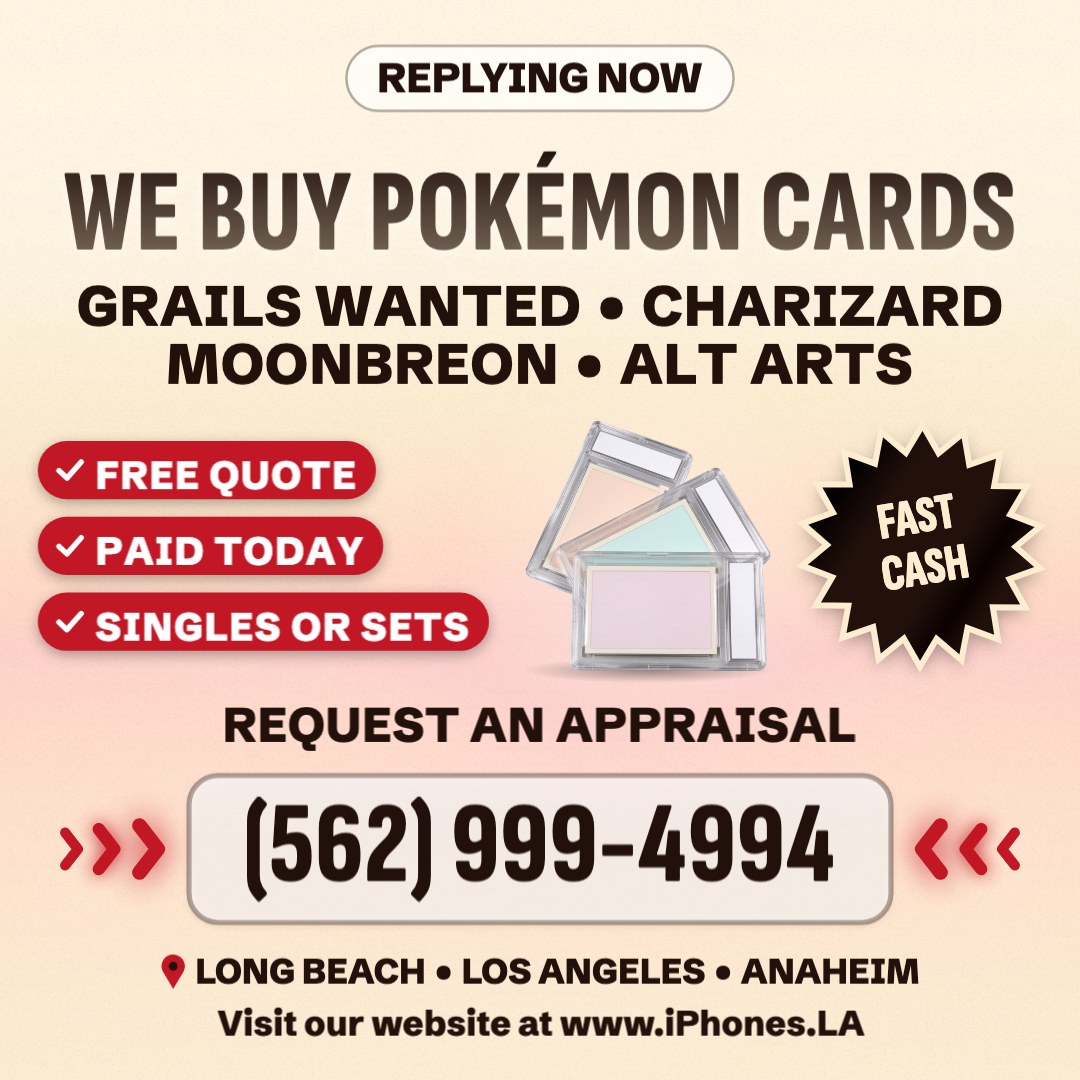 REPLYING NOW
WE BUY POKÉMON CARDS
GRAILS WANTED • CHARIZARD
MOONBREON • ALT ARTS
FREE QUOTE
PAID TODAY
SINGLES OR SETS
FAST
CASH
REQUEST AN APPRAISAL
(562) 999-4994
LONG BEACH • LOS ANGELES • ANAHEIM
Visit our website at www.iPhones.LA